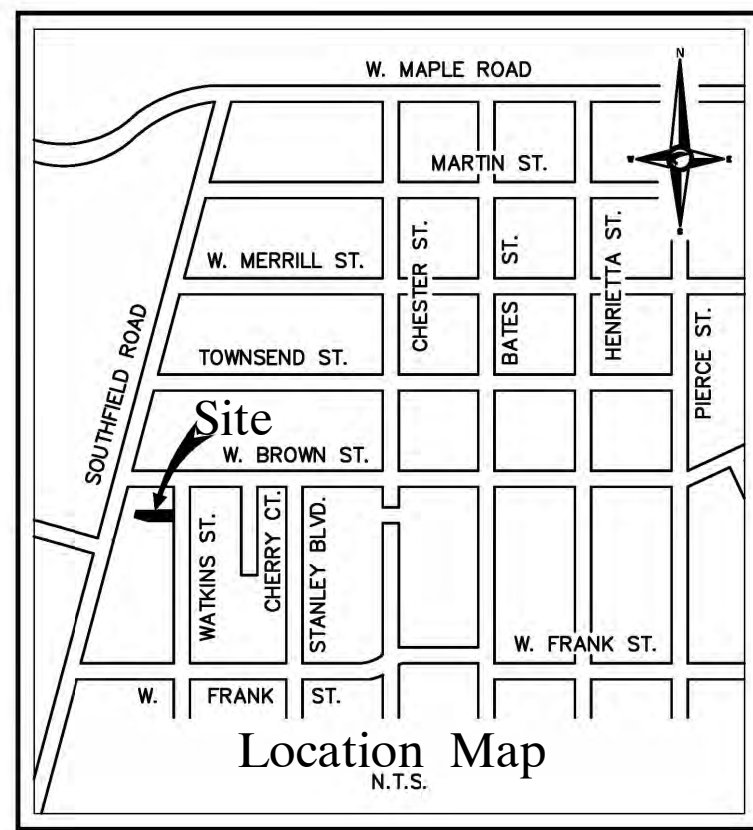 W. MAPLE ROAD
N
W
E
S
MARTIN ST.
W. MERRILL ST.
CHESTER ST.
BATES ST.
HENRIETTA ST.
PIERCE ST.
SOUTHFIELD ROAD
TOWNSEND ST.
Site
W. BROWN ST.
WATKINS ST.
CHERRY CT.
STANLEY BLVD.
W. FRANK ST.
W. FRANK ST.
Location Map
N.T.S.